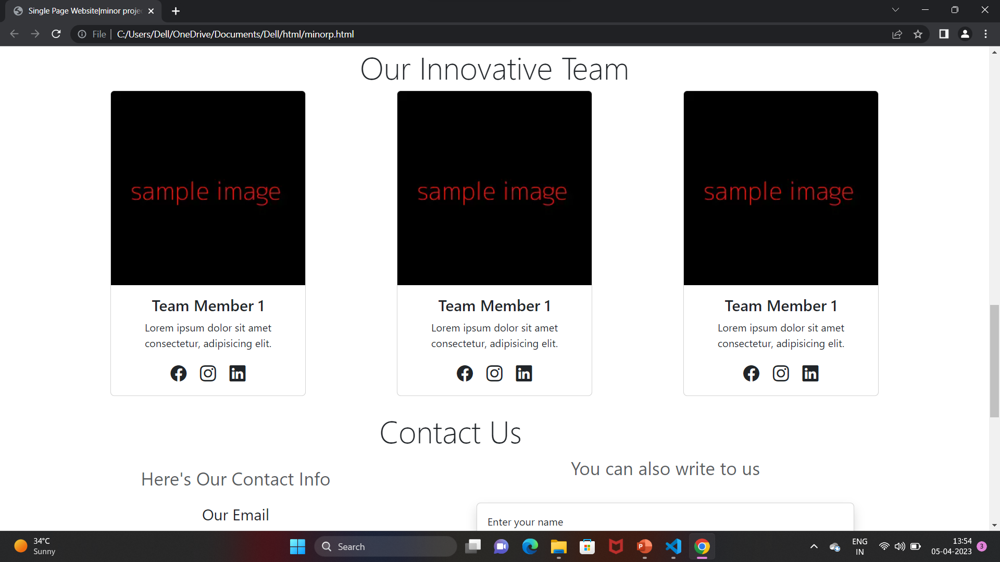 Single Page Website|minor proje
File
C:/Users/Dell/OneDrive/Documents/Dell/html/minorp.html
Our Innovative Team
sample image
sample image
sample image
Team Member 1
Lorem ipsum dolor sit amet
consectetur, adipisicing elit.
Team Member 1
Lorem ipsum dolor sit amet
consectetur, adipisicing elit.
Team Member 1
Lorem ipsum dolor sit amet
consectetur, adipisicing elit.
Contact Us
Here's Our Contact Info
Our Email
You can also write to us
Enter your name
34°C
Sunny
Search
ENG
IN
13:54
05-04-2023
3